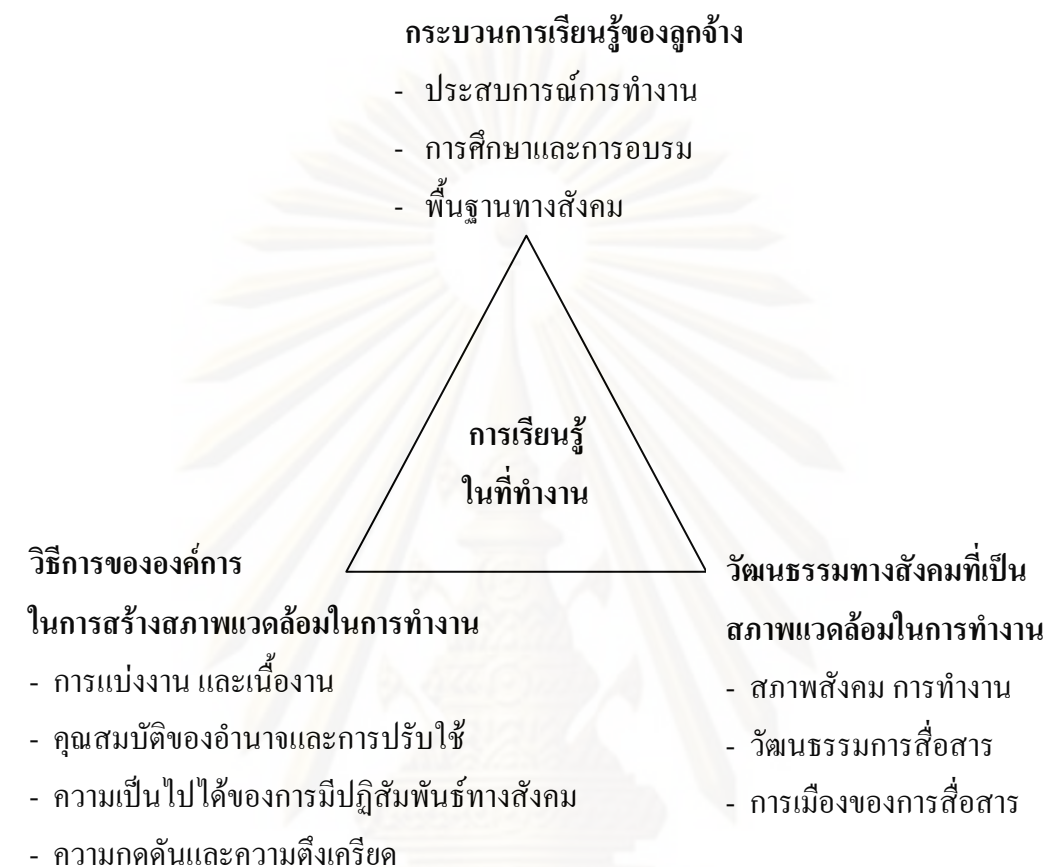 กระบวนการเรียนรู้ของลูกจ้าง
- ประสบการณ์การทำงาน
- การศึกษาและการอบรม
- พื้นฐานทางสังคม
การเรียนรู้
ในที่ทำงาน
วิธีการขององค์การ
ในการสร้างสภาพแวดล้อมในการทำงาน
- การแบ่งงาน และเนื้องาน
- คุณสมบัติของอำนาจและการปรับใช้
- ความเป็นไปได้ของการมีปฏิสัมพันธ์ทางสังคม
- ความกดดันและความตึงเครียด
วัฒนธรรมทางสังคมที่เป็น
สภาพแวดล้อมในการทำงาน
- สภาพสังคม การทำงาน
- วัฒนธรรมการสื่อสาร
- การเมืองของการสื่อสาร